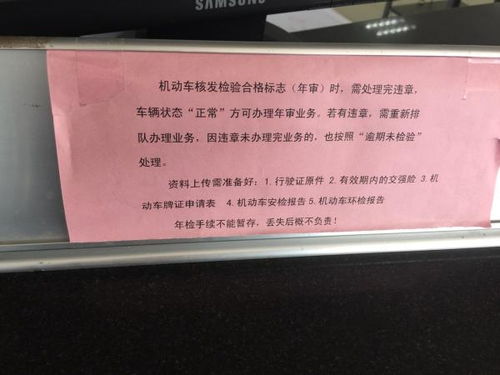 SAMSUNG
机动车核发检验合格标志（年审）时，需处理完违章，
车辆状态“正常”方可办理年审业务。若有违章，需重新排
队办理业务，因违章未办理完业务的，也按照“逾期未检验”
处理。
资料上传需准备好：1.行驶证原件 2.有效期内的交强险 3.机
动车牌证申请表 4.机动车安检报告 5.机动车环检报告
年检手续不能暂存，丢失后概不负责！